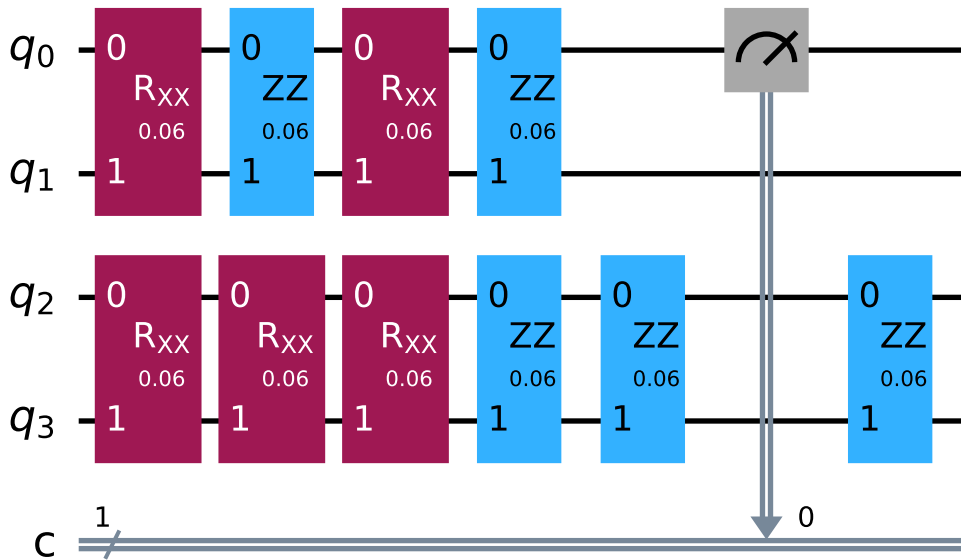 q0 0 0 0 0
RXX ZZ RXX ZZ
0.06 0.06 0.06 0.06
q1 1 1 1 1
q2 0 0 0 0 0 0
RXX RXX RXX ZZ ZZ ZZ
0.06 0.06 0.06 0.06 0.06 0.06
q3 1 1 1 1 1 1
1 0
c